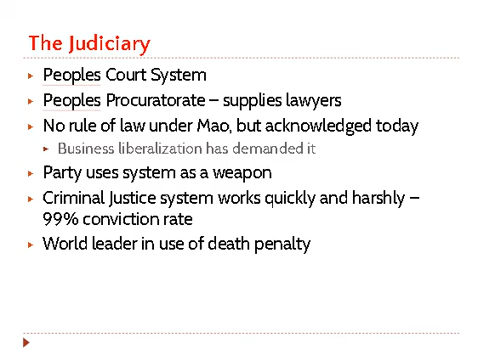 The Judiciary
Peoples Court System
Peoples Procuratorate – supplies lawyers
No rule of law under Mao, but acknowledged today
Business liberalization has demanded it
Party uses system as a weapon
Criminal Justice system works quickly and harshly –
99% conviction rate
World leader in use of death penalty